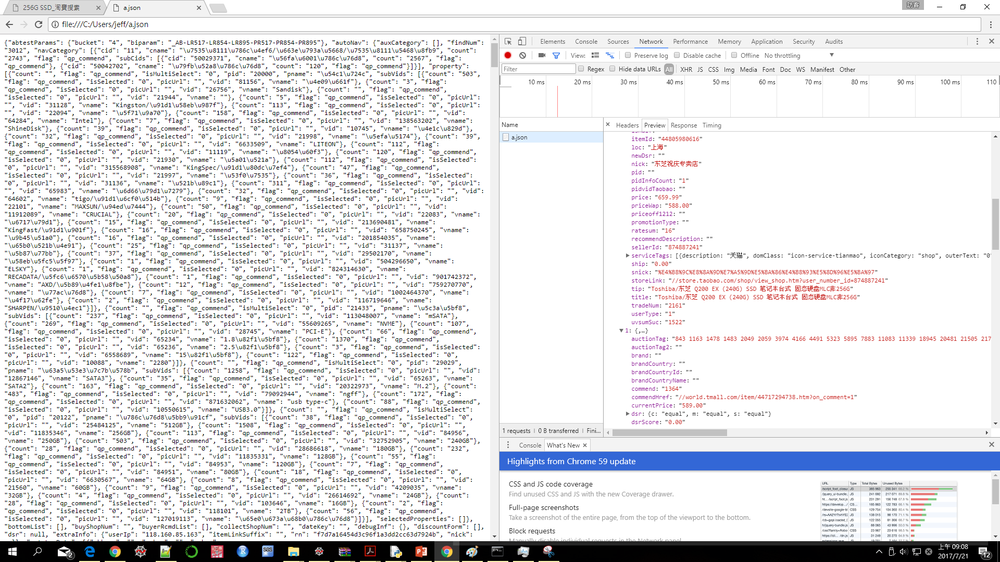 256G SSD_淘寶搜索
a.json
訪客
file:///C:/Users/jeff/a.json
{"abtestParams": {"bucket": "4", "biparam": "_AB-LR517-LR854-LR895-PR517-PR854-PR895"}, "autoNav": {"auxCategory": [], "findNum":
"3012", "navCategory": [{"cid": "11", "cname": "\u7535\u8111\u786c\u4ef6/\u663e\u793a\u5668/\u7535\u8111\u5468\u8fb9", "count":
"2743", "flag": "qp_commend", "subCids": [{"cid": "50029371", "cname": "\u56fa\u6001\u786c\u76d8", "count": "2567", "flag":
"qp_commend"}, {"cid": "50042702", "cname": "\u79fb\u52a8\u786c\u76d8", "count": "120", "flag": "qp_commend"}]}], "property":
[{"count": "", "flag": "qp_commend", "isMultiSelect": "0", "pid": "20000", "pname": "\u54c1\u724c", "subVids": [{"count": "503",
"flag": "qp_commend", "isSelected": "0", "picUrl": "", "vid": "81156", "vname": "\u4e09\u661f"}, {"count": "3", "flag":
"qp_commend", "isSelected": "0", "picUrl": "", "vid": "26756", "vname": "Sandisk"}, {"count": "", "flag": "qp_commend",
"isSelected": "0", "picUrl": "", "vid": "21944", "vname": ""}, {"count": "5", "flag": "qp_commend", "isSelected": "0", "picUrl":
"", "vid": "31128", "vname": "Kingston/\u91d1\u58eb\u987f"}, {"count": "113", "flag": "qp_commend", "isSelected": "0", "picUrl":
"", "vid": "22094", "vname": "\u5f71\u9a70"}, {"count": "158", "flag": "qp_commend", "isSelected": "0", "picUrl": "", "vid":
"64284", "vname": "Intel"}, {"count": "7", "flag": "qp_commend", "isSelected": "0", "picUrl": "", "vid": "138563202", "vname":
"ShineDisk"}, {"count": "39", "flag": "qp_commend", "isSelected": "0", "picUrl": "", "vid": "10745", "vname": "\u4e1c\u829d"},
{"count": "32", "flag": "qp_commend", "isSelected": "0", "picUrl": "", "vid": "21998", "vname": "\u5efa\u5174"}, {"count": "39",
"flag": "qp_commend", "isSelected": "0", "picUrl": "", "vid": "6633509", "vname": "LITEON"}, {"count": "112", "flag":
"qp_commend", "isSelected": "0", "picUrl": "", "vid": "11119", "vname": "\u8054\u60f3"}, {"count": "120", "flag": "qp_commend",
"isSelected": "0", "picUrl": "", "vid": "21930", "vname": "\u5a01\u521a"}, {"count": "112", "flag": "qp_commend", "isSelected":
"0", "picUrl": "", "vid": "315568908", "vname": "KingSpec/\u91d1\u80dc\u7ef4"}, {"count": "47", "flag": "qp_commend",
"isSelected": "0", "picUrl": "", "vid": "21997", "vname": "\u53f0\u7535"}, {"count": "36", "flag": "qp_commend", "isSelected":
"0", "picUrl": "", "vid": "31136", "vname": "\u521b\u89c1"}, {"count": "311", "flag": "qp_commend", "isSelected": "0", "picUrl":
"", "vid": "65983", "vname": "\u6d66\u79d1\u7279"}, {"count": "32", "flag": "qp_commend", "isSelected": "0", "picUrl": "", "vid":
"64602", "vname": "tigo/\u91d1\u6cf0\u514b"}, {"count": "9", "flag": "qp_commend", "isSelected": "0", "picUrl": "", "vid":
"22101", "vname": "MAXSUN/\u94ed\u7444"}, {"count": "50", "flag": "qp_commend", "isSelected": "0", "picUrl": "", "vid":
"11912089", "vname": "CRUCIAL"}, {"count": "20", "flag": "qp_commend", "isSelected": "0", "picUrl": "", "vid": "22083", "vname":
"\u6717\u79d1"}, {"count": "15", "flag": "qp_commend", "isSelected": "0", "picUrl": "", "vid": "213690481", "vname":
"KingFast/\u91d1\u901f"}, {"count": "16", "flag": "qp_commend", "isSelected": "0", "picUrl": "", "vid": "658750245", "vname":
"\u9b45\u51a0"}, {"count": "16", "flag": "qp_commend", "isSelected": "0", "picUrl": "", "vid": "201854035", "vname":
"\u65b0\u521b\u4e91"}, {"count": "25", "flag": "qp_commend", "isSelected": "0", "picUrl": "", "vid": "31137", "vname":
"\u5b87\u77bb"}, {"count": "37", "flag": "qp_commend", "isSelected": "0", "picUrl": "", "vid": "29502170", "vname":
"\u58eb\u5fc5\u5f97"}, {"count": "1", "flag": "qp_commend", "isSelected": "0", "picUrl": "", "vid": "504296650", "vname":
"ELSKY"}, {"count": "1", "flag": "qp_commend", "isSelected": "0", "picUrl": "", "vid": "824314630", "vname":
"RECADATA/\u5fc6\u6570\u5b58\u50a8"}, {"count": "1", "flag": "qp_commend", "isSelected": "0", "picUrl": "", "vid": "901742372",
"vname": "AXD/\u5b89\u4fe1\u8fbe"}, {"count": "12", "flag": "qp_commend", "isSelected": "0", "picUrl": "", "vid": "759270770",
"vname": "\u77ac\u76d8"}, {"count": "7", "flag": "qp_commend", "isSelected": "0", "picUrl": "", "vid": "1002464370", "vname":
"\u4f17\u62fe"}, {"count": "2", "flag": "qp_commend", "isSelected": "0", "picUrl": "", "vid": "116719646", "vname":
"SHARPEN/\u9510\u4ec1"}]}, {"count": "", "flag": "qp_commend", "isMultiSelect": "0", "pid": "21433", "pname": "\u5c3a\u5bf8",
"subVids": [{"count": "237", "flag": "qp_commend", "isSelected": "0", "picUrl": "", "vid": "113048007", "vname": "mSATA"},
{"count": "269", "flag": "qp_commend", "isSelected": "0", "picUrl": "", "vid": "55609265", "vname": "NVME"}, {"count": "107",
"flag": "qp_commend", "isSelected": "0", "picUrl": "", "vid": "28745", "vname": "PCI-E"}, {"count": "66", "flag": "qp_commend",
"isSelected": "0", "picUrl": "", "vid": "65234", "vname": "1.8\u82f1\u5bf8"}, {"count": "1370", "flag": "qp_commend",
"isSelected": "0", "picUrl": "", "vid": "65236", "vname": "2.5\u82f1\u5bf8"}, {"count": "3", "flag": "qp_commend", "isSelected":
"0", "picUrl": "", "vid": "6558689", "vname": "15\u82f1\u5bf8"}, {"count": "122", "flag": "qp_commend", "isSelected": "0",
"picUrl": "", "vid": "10088", "vname": "2280"}]}, {"count": "", "flag": "qp_commend", "isMultiSelect": "0", "pid": "29029",
"pname": "\u63a5\u53e3\u7c7b\u578b", "subVids": [{"count": "1258", "flag": "qp_commend", "isSelected": "0", "picUrl": "", "vid":
"12867146", "vname": "SATA3"}, {"count": "35", "flag": "qp_commend", "isSelected": "0", "picUrl": "", "vid": "65263", "vname":
"SATA2"}, {"count": "163", "flag": "qp_commend", "isSelected": "0", "picUrl": "", "vid": "20322973", "vname": "M.2"}, {"count":
"483", "flag": "qp_commend", "isSelected": "0", "picUrl": "", "vid": "79092944", "vname": "ngff"}, {"count": "172", "flag":
"qp_commend", "isSelected": "0", "picUrl": "", "vid": "871632062", "vname": "usb type-c"}, {"count": "88", "flag": "qp_commend",
"isSelected": "0", "picUrl": "", "vid": "10550615", "vname": "USB3.0"}]}, {"count": "", "flag": "qp_commend", "isMultiSelect":
"0", "pid": "20122", "pname": "\u786c\u76d8\u5bb9\u91cf", "subVids": [{"count": "38", "flag": "qp_commend", "isSelected": "0",
"picUrl": "", "vid": "25484125", "vname": "512GB"}, {"count": "1508", "flag": "qp_commend", "isSelected": "0", "picUrl": "",
"vid": "11835346", "vname": "256GB"}, {"count": "113", "flag": "qp_commend", "isSelected": "0", "picUrl": "", "vid": "84956",
"vname": "250GB"}, {"count": "503", "flag": "qp_commend", "isSelected": "0", "picUrl": "", "vid": "32752905", "vname": "240GB"},
{"count": "28", "flag": "qp_commend", "isSelected": "0", "picUrl": "", "vid": "28686618", "vname": "180GB"}, {"count": "232",
"flag": "qp_commend", "isSelected": "0", "picUrl": "", "vid": "11835331", "vname": "128GB"}, {"count": "55", "flag":
"qp_commend", "isSelected": "0", "picUrl": "", "vid": "84953", "vname": "120GB"}, {"count": "7", "flag": "qp_commend",
"isSelected": "0", "picUrl": "", "vid": "84951", "vname": "80GB"}, {"count": "18", "flag": "qp_commend", "isSelected": "0",
"picUrl": "", "vid": "6630567", "vname": "64GB"}, {"count": "8", "flag": "qp_commend", "isSelected": "0", "picUrl": "", "vid":
"21560", "vname": "60GB"}, {"count": "9", "flag": "qp_commend", "isSelected": "0", "picUrl": "", "vid": "4209035", "vname":
"32GB"}, {"count": "4", "flag": "qp_commend", "isSelected": "0", "picUrl": "", "vid": "26614692", "vname": "24GB"}, {"count":
"28", "flag": "qp_commend", "isSelected": "0", "picUrl": "", "vid": "103646", "vname": "16GB"}, {"count": "2", "flag":
"qp_commend", "isSelected": "0", "picUrl": "", "vid": "118101", "vname": "2TB"}, {"count": "56", "flag": "qp_commend",
"isSelected": "0", "picUrl": "", "vid": "127019113", "vname": "\u65e0\u673a\u68b0\u786c\u76d8"}]}], "selectedProperties": []},
"bottomList": [], "buyShopNum": "", "buyerRcmdList": [], "collectShopNum": "", "dateKey": "", "debugInf": {}, "discountForm": [],
"dsr": null, "extraInfo": {"userIp": "118.160.85.163", "itemLinkSuffix": "", "rn": "f7d7a16454d3c96f1a3dd2cc63d7924b", "nick":
Elements Console Sources Network Performance Memory Application Security Audits
View: Preserve log Disable cache Offline No throttling
Filter Regex Hide data URLs All XHR JS CSS Img Media Font Doc WS Manifest Other
10 ms 20 ms 30 ms 40 ms 50 ms 60 ms 70 ms 80 ms 90 ms 100 ms 110
Name
a.json
Headers Preview Response Timing
itemId: "44805980616"
loc: "上海"
newDsr: ""
nick: "东芝祝庆专卖店"
pid: ""
pidInfoCount: "1"
pidvidTaobao: ""
price: "659.99"
priceWap: "588.00"
priceoff1212: ""
promotionType: ""
ratesum: "16"
recommendDescription: ""
sellerId: "874887241"
serviceTags: [{description: "天猫", domClass: "icon-service-tianmao", iconCategory: "shop", outerText: "0"
ship: "0.00"
snick: "%E4%B8%9C%E8%8A%9D%E7%A5%9D%E5%BA%86%E4%B8%93%E5%8D%96%E5%BA%97"
storeLink: "//store.taobao.com/shop/view_shop.htm?user_number_id=874887241"
tip: "Toshiba/东芝 Q200 EX (240G) SSD 笔记本台式 固态硬盘MLC非256G"
title: "Toshiba/东芝 Q200 EX (240G) SSD 笔记本台式 固态硬盘MLC非256G"
tradeNum: "2161"
userType: "1"
uvsumSuc: "1522"
1: {,…}
auctionTag: "843 1163 1478 1483 2049 2059 3974 4166 4491 5323 5895 7883 11083 11339 18945 20481 21505 217
auctionTag2: ""
brand: ""
brandCountry: ""
brandCountryId: ""
brandCountryName: ""
commend: "1364"
commendHref: "//world.tmall.com/item/44717294738.htm?on_comment=1"
currentPrice: "589.00"
dsr: {c: "equal", m: "equal", s: "equal"}
dsrScore: "0.00"
1 requests | 0 B transferred | Fini...
Console What's New
Highlights from Chrome 59 update
CSS and JS code coverage
Find unused CSS and JS with the new Coverage drawer.
Full-page screenshots
Take a screenshot of the entire page, from the top of the viewport to the bottom.
Block requests
Manually disable individual requests in the Network panel
URL Type Total Bytes Unused Bytes
上午 09:08
2017/7/21
2
12